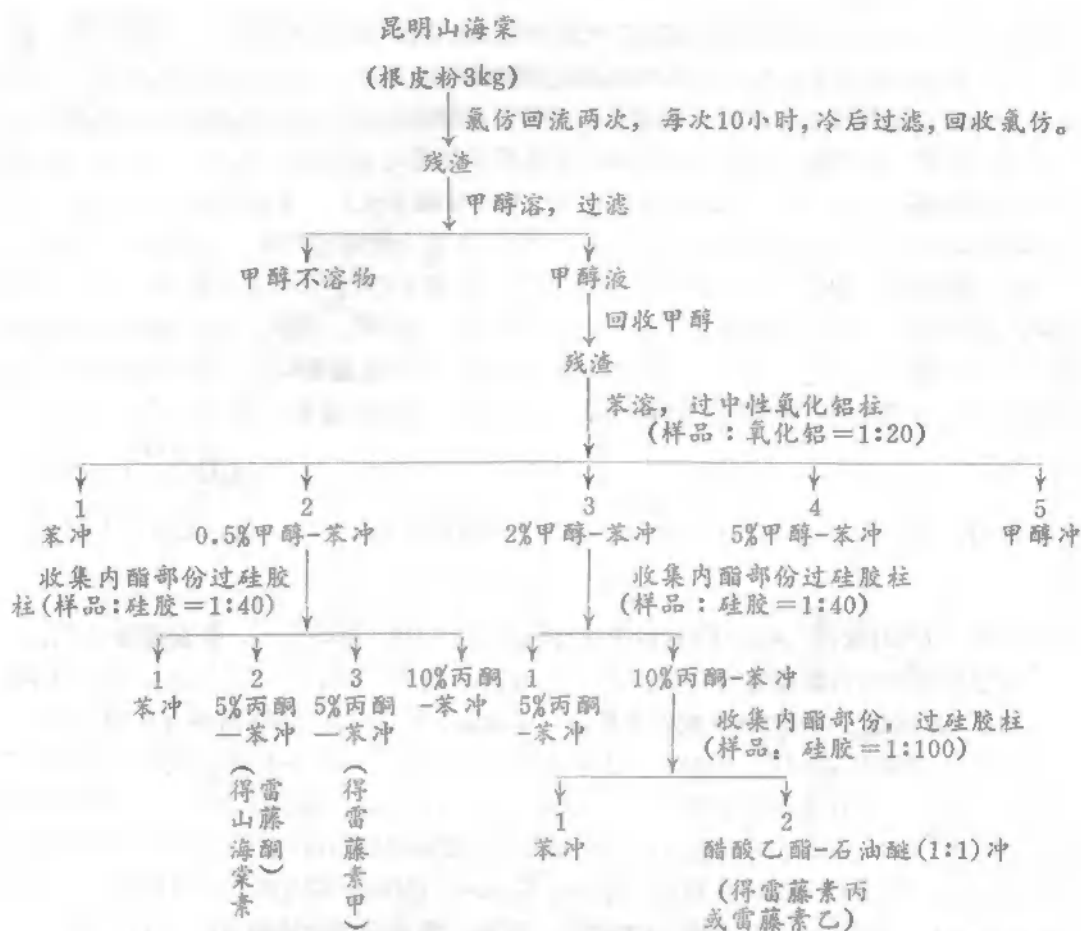 昆明山海棠
(根皮粉3kg)
氯仿回流两次, 每次10小时,冷后过滤,回收氯仿。
残渣
甲醇溶, 过滤
甲醇不溶物
甲醇液
回收甲醇
残渣
苯溶, 过中性氧化铝柱
(样品:氧化铝=1:20)
1
2
3
4
5
苯冲
0.5%甲醇-苯冲
2%甲醇-苯冲
5%甲醇-苯冲
甲醇冲
收集内酯部份过硅胶
柱(样品:硅胶=1:40)
收集内酯部份过硅胶柱
(样品:硅胶=1:40)
1
苯冲
2
5%丙酮
—苯冲
3
5%丙酮
—苯冲
10%丙酮
-苯冲
1
5%丙酮
-苯冲
10%丙酮-苯冲
收集内酯部份, 过硅胶柱
(样品:硅胶=1:100)
(得山海棠素
雷藤酮)
(得雷藤素甲)
1
苯冲
2
醋酸乙酯-石油醚(1:1)冲
(得雷藤素丙
或雷藤素乙)